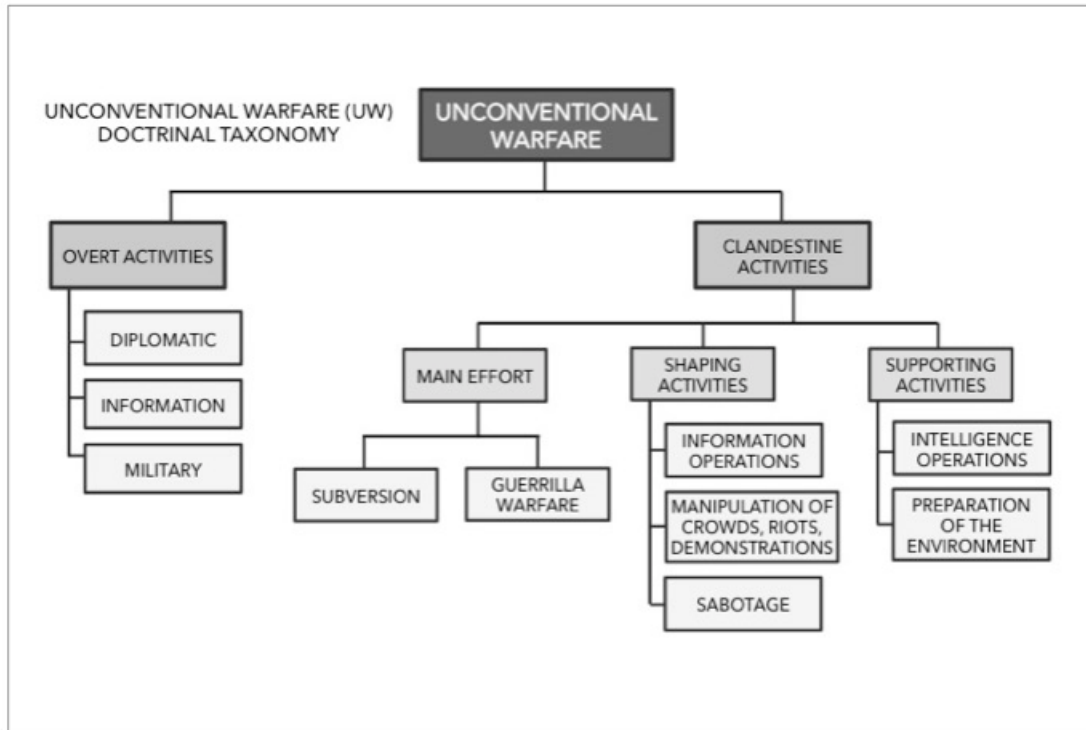 UNCONVENTIONAL WARFARE (UW)
DOCTRINAL TAXONOMY
UNCONVENTIONAL
WARFARE
OVERT ACTIVITIES
DIPLOMATIC
INFORMATION
MILITARY
CLANDESTINE
ACTIVITIES
MAIN EFFORT
SUBVERSION
GUERRILLA
WARFARE
SHAPING
ACTIVITIES
INFORMATION
OPERATIONS
MANIPULATION OF
CROWDS, RIOTS,
DEMONSTRATIONS
SABOTAGE
SUPPORTING
ACTIVITIES
INTELLIGENCE
OPERATIONS
PREPARATION
OF THE
ENVIRONMENT